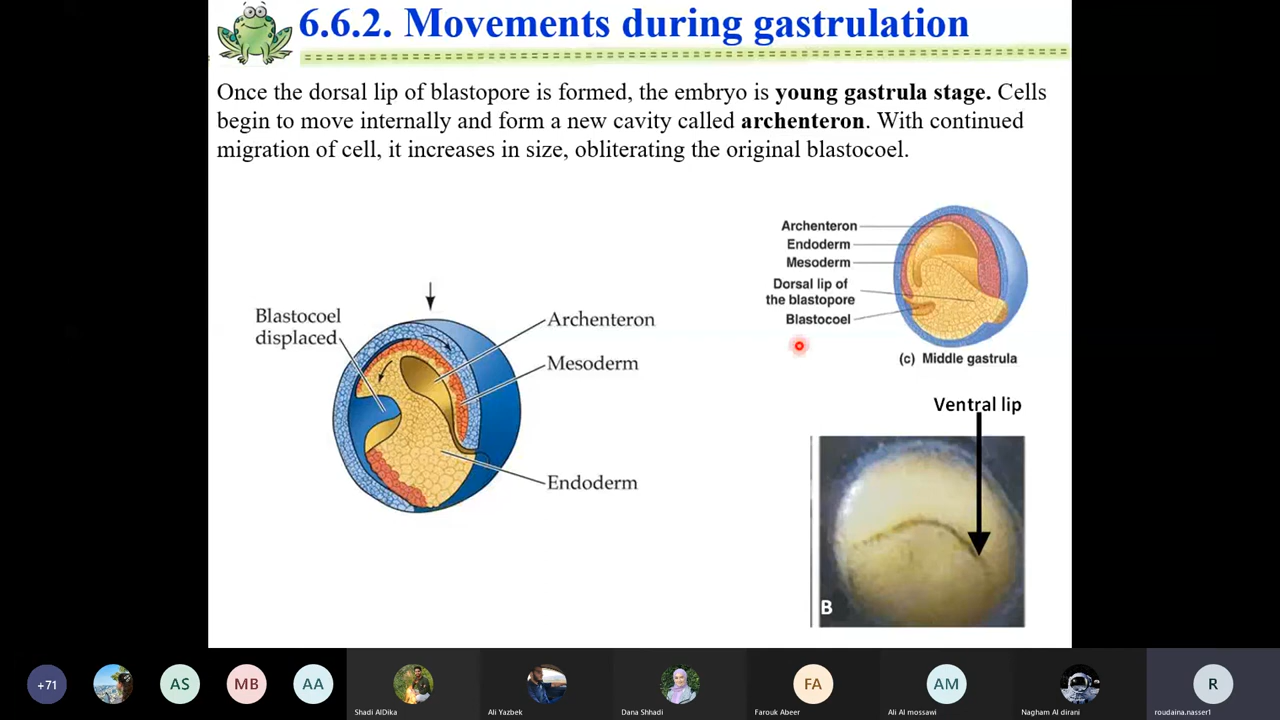 6.6.2. Movements during gastrulation
Once the dorsal lip of blastopore is formed, the embryo is young gastrula stage. Cells
begin to move internally and form a new cavity called archenteron. With continued
migration of cell, it increases in size, obliterating the original blastocoel.
Blastocoel
displaced
Archenteron
Mesoderm
Endoderm
Archenteron
Endoderm
Mesoderm
Dorsal lip of
the blastopore
Blastocoel
(c) Middle gastrula
Ventral lip
B
+71
AS
MB
AA
Shadi AlDika
Ali Yazbek
Dana Shhadi
FA
Farouk Abeer
AM
Ali Al mossawi
Nagham Al dirani
R
roudaina.nasser1